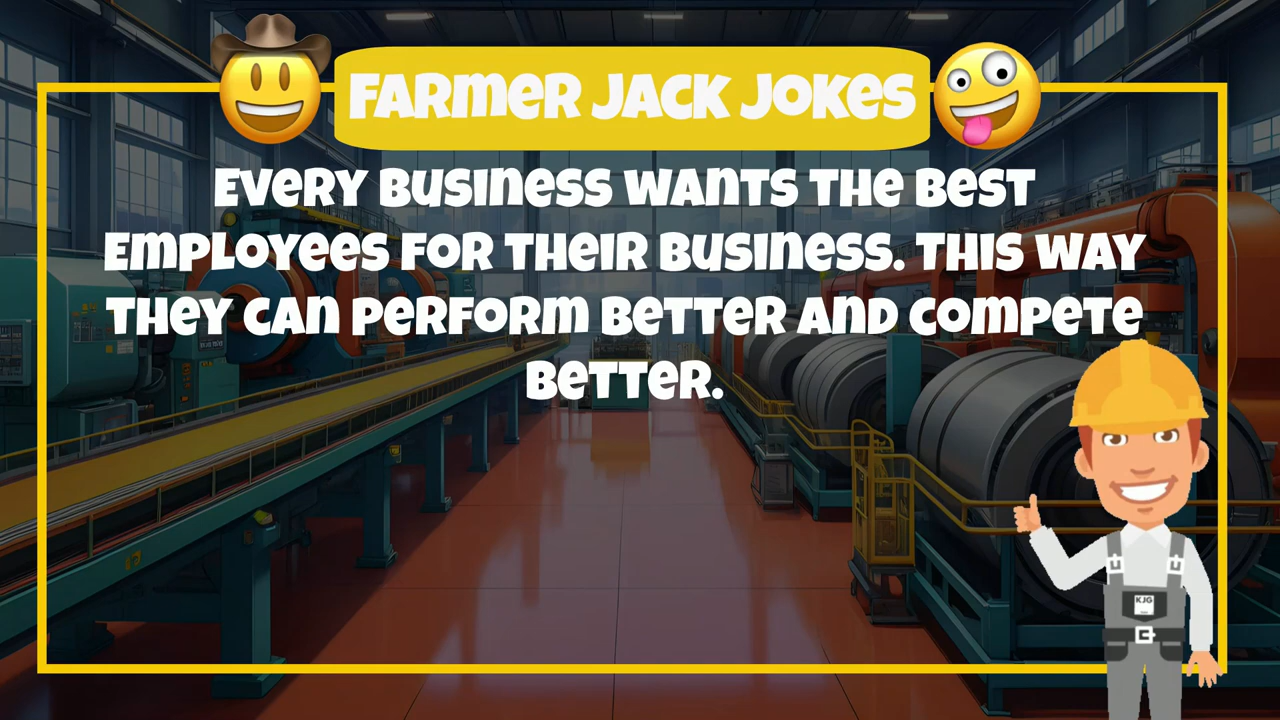 Farmer Jack Jokes
Every business wants the best
employees for their business. This way
they can perform better and compete
better.
KJG